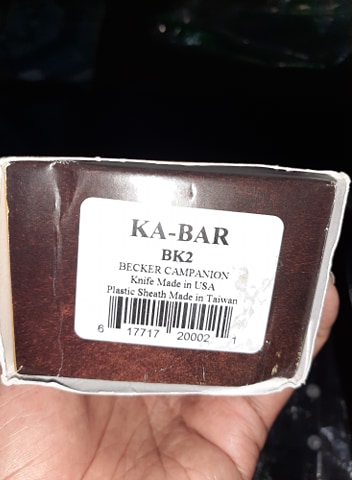 KA-BAR
BK2
BECKER CAMPANION
Knife Made in USA
Plastic Sheath Made in Taiwan
6 17717 20002 1